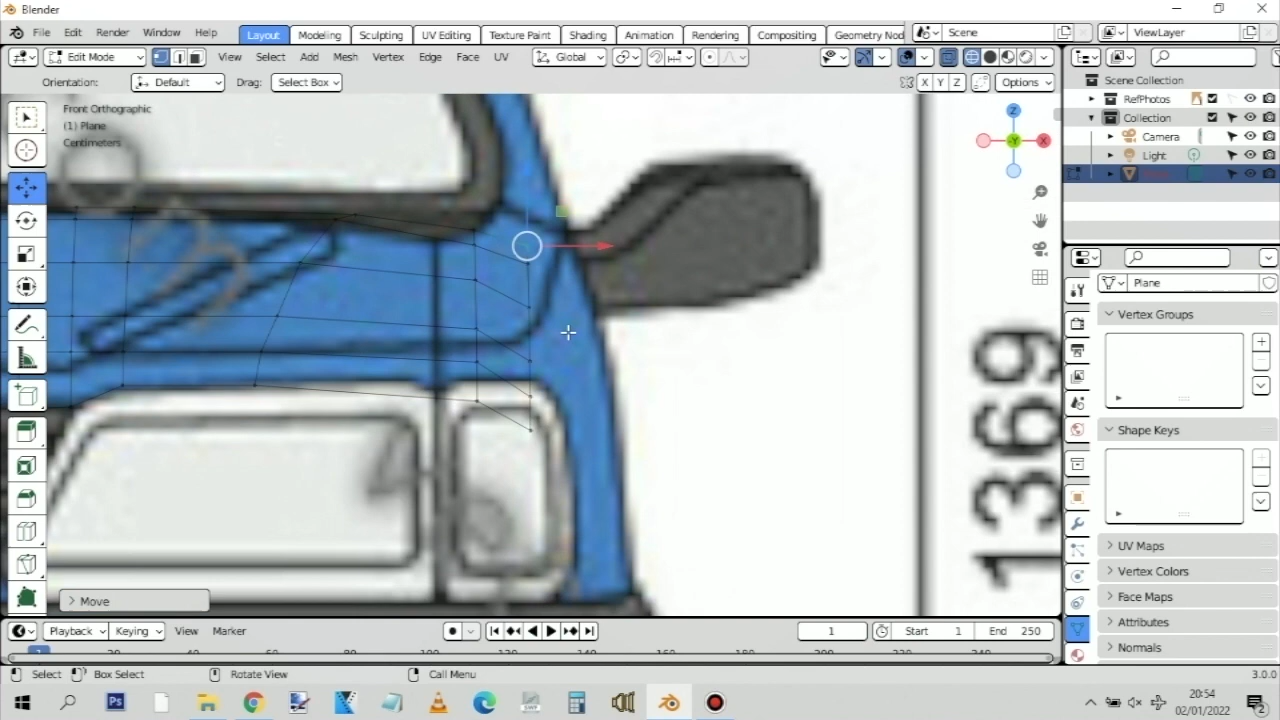 Blender
File Edit Render Window Help
Layout Modeling Sculpting UV Editing Texture Paint Shading Animation Rendering Compositing Geometry Nod
Scene
ViewLayer
Edit Mode
View Select Add Mesh Vertex Edge Face UV
Global
Orientation: Default Drag: Select Box
X Y Z
Options
Front Orthographic
(1) Plane
Centimeters
Z
-Y
X
1369
Scene Collection
RefPhotos
Collection
Camera
Light
Plane
Vertex Groups
Shape Keys
UV Maps
Vertex Colors
Face Maps
Attributes
Normals
Move
Playback Keying View Marker
1
Start 1 End 250
Select Box Select Rotate View Call Menu
3.0.0
Ps
20:54
02/01/2022
2